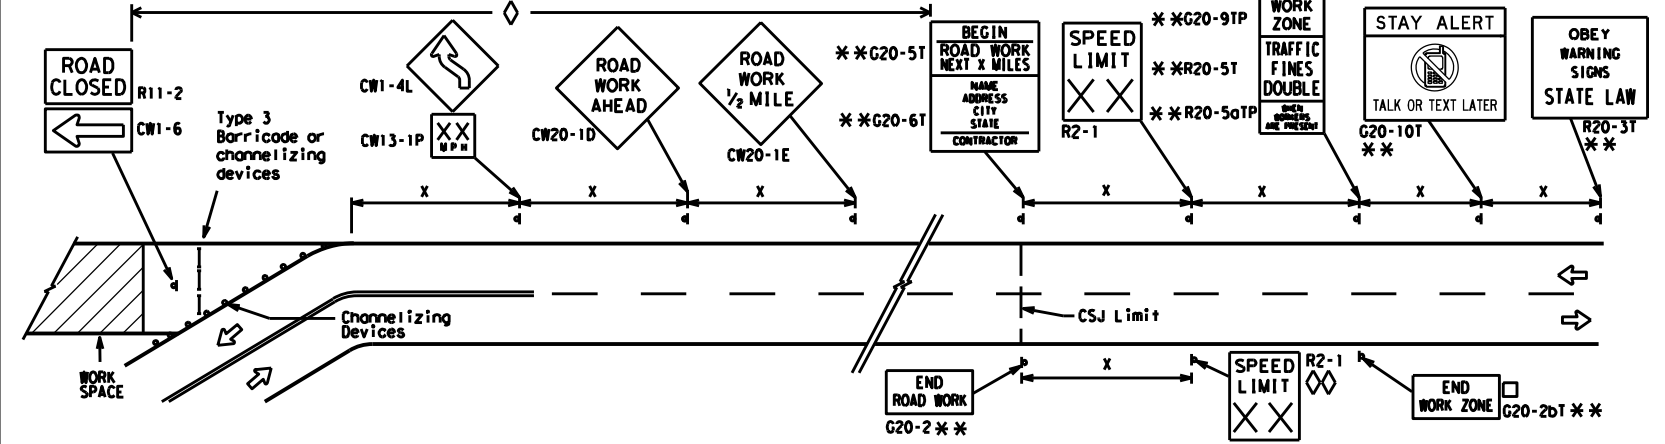 ROAD
CLOSED
R11-2
CW1-6
Type 3
Barricade or
channelizing
devices
CW1-4L
XX
MPH
CW13-1P
ROAD
WORK
AHEAD
CW20-1D
ROAD
WORK
1/2 MILE
CW20-1E
* *G20-5T
* *G20-6T
BEGIN
ROAD WORK
NEXT X MILES
NAME
ADDRESS
CITY
STATE
CONTRACTOR
SPEED
LIMIT
X X
R2-1
* *G20-9TP
* *R20-5T
* *R20-5aTP
WORK
ZONE
TRAFFIC
FINES
DOUBLE
WHEN
WORKERS
ARE PRESENT
STAY ALERT
TALK OR TEXT LATER
G20-10T
* *
OBEY
WARNING
SIGNS
STATE LAW
R20-3T
* *
X
X
X
X
X
X
X
Channelizing
Devices
WORK
SPACE
CSJ Limit
X
END
ROAD WORK
G20-2 * *
SPEED
LIMIT
X X
R2-1
END
WORK ZONE
G20-2bT * *